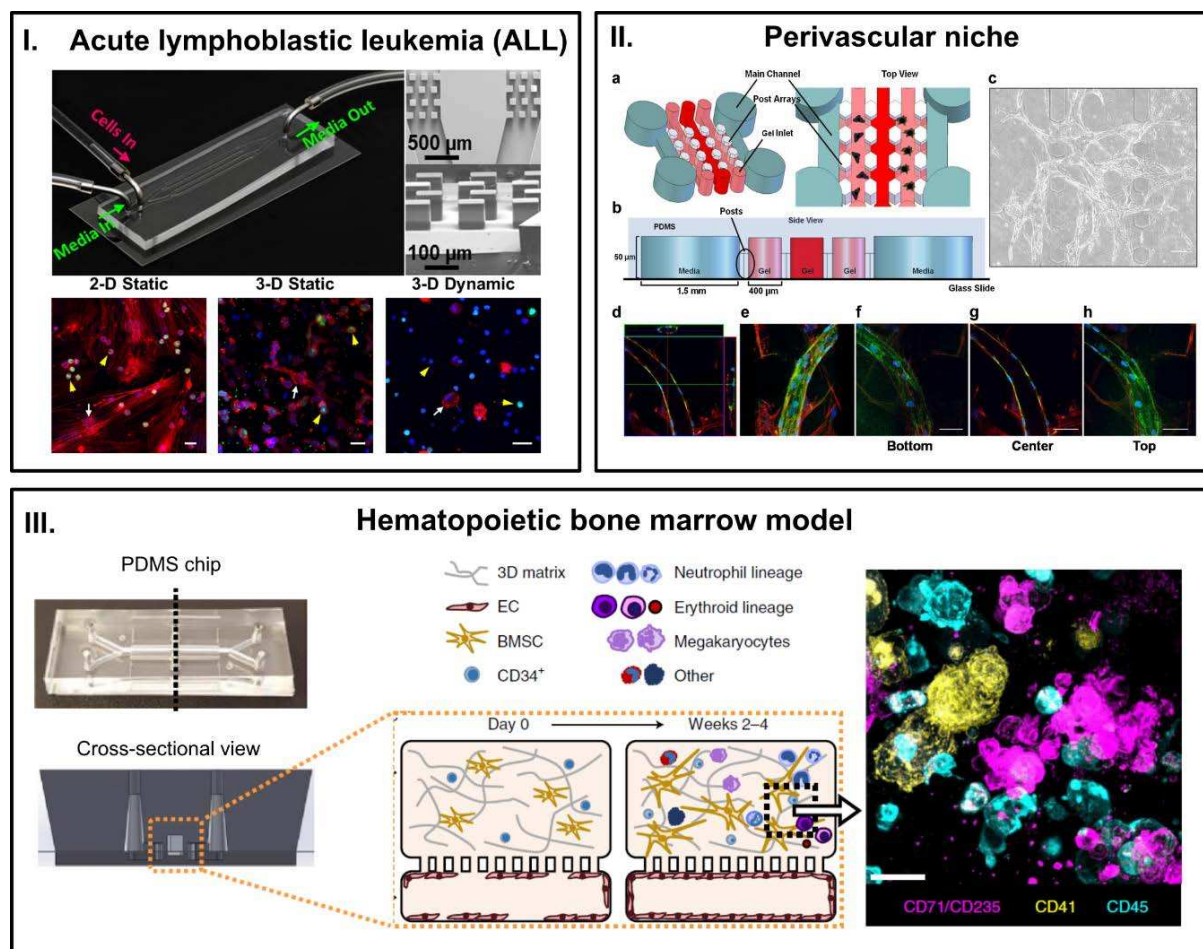 I. Acute lymphoblastic leukemia (ALL)
Cells In
Media Out
Media In
500 µm
100 µm
2-D Static
3-D Static
3-D Dynamic
II. Perivascular niche
a
Main Channel
Top View
Post Arrays
Gel Inlet
c
b
Posts
Side View
PDMS
50 µm
Media
Gel
Gel
Gel
Media
1.5 mm
400 µm
Glass Slide
d
e
f
g
h
Bottom
Center
Top
III. Hematopoietic bone marrow model
PDMS chip
Cross-sectional view
3D matrix
EC
BMSC
CD34+
Neutrophil lineage
Erythroid lineage
Megakaryocytes
Other
Day 0
Weeks 2–4
CD71/CD235 CD41 CD45